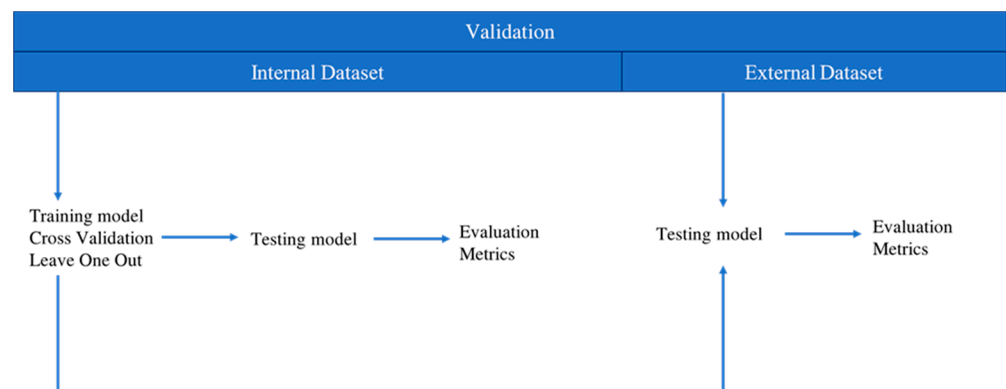 Validation
Internal Dataset
External Dataset
Training model
Cross Validation
Leave One Out
Testing model
Evaluation
Metrics
Testing model
Evaluation
Metrics